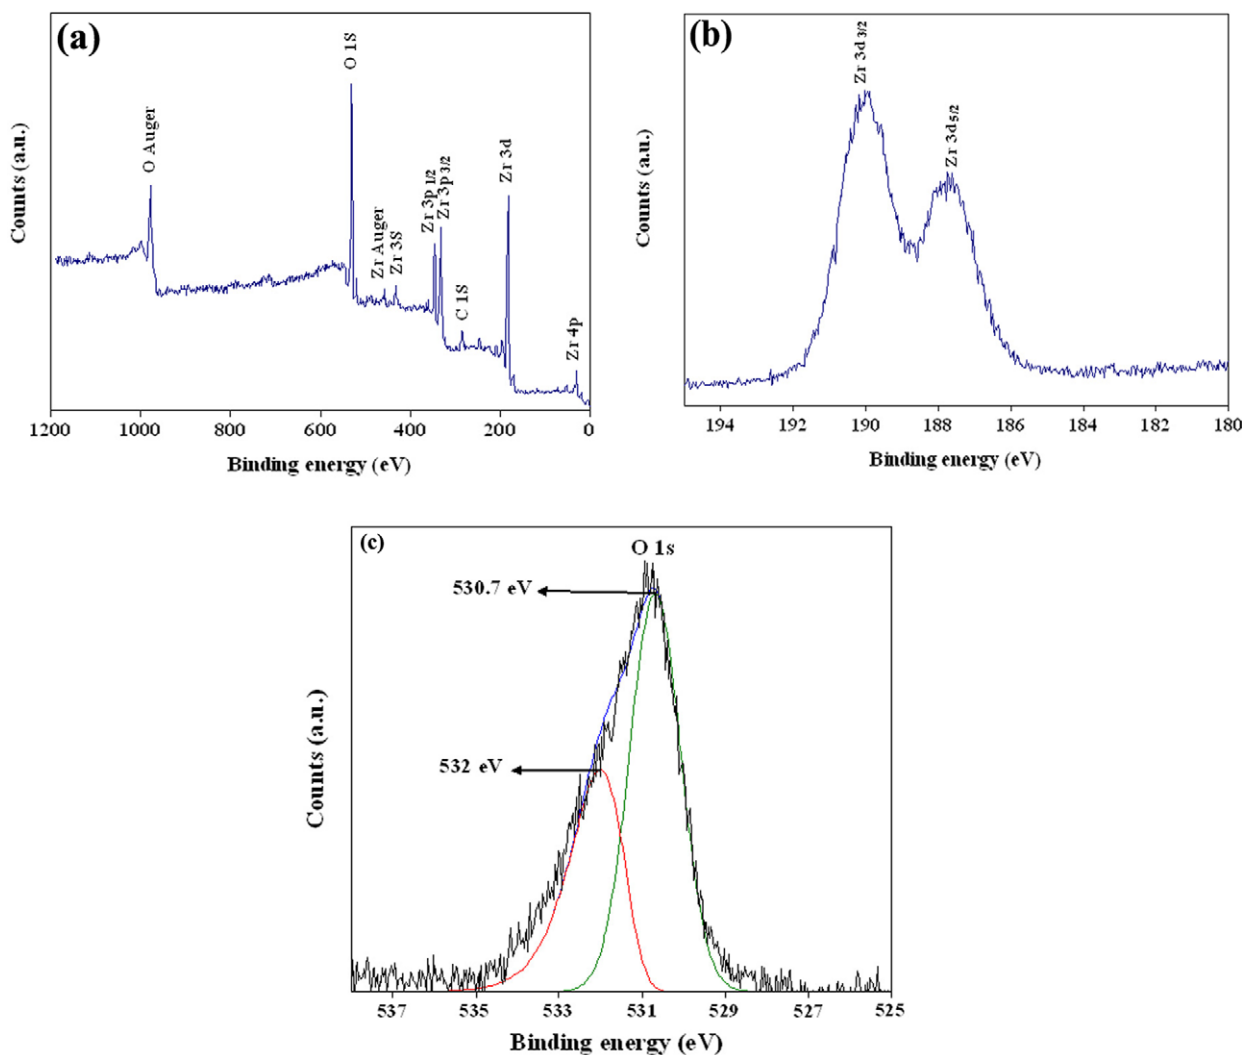 (a)
O Auger
O 1S
Zr Auger
Zr 3S
Zr 3p 1/2
Zr 3p 3/2
C 1S
Zr 3d
Zr 4p
Counts (a.u.)
1200 1000 800 600 400 200 0
Binding energy (eV)
(b)
Zr 3d 3/2
Zr 3d 5/2
Counts (a.u.)
194 192 190 188 186 184 182 180
Binding energy (eV)
(c)
O 1s
530.7 eV
532 eV
Counts (a.u.)
537 535 533 531 529 527 525
Binding energy (eV)